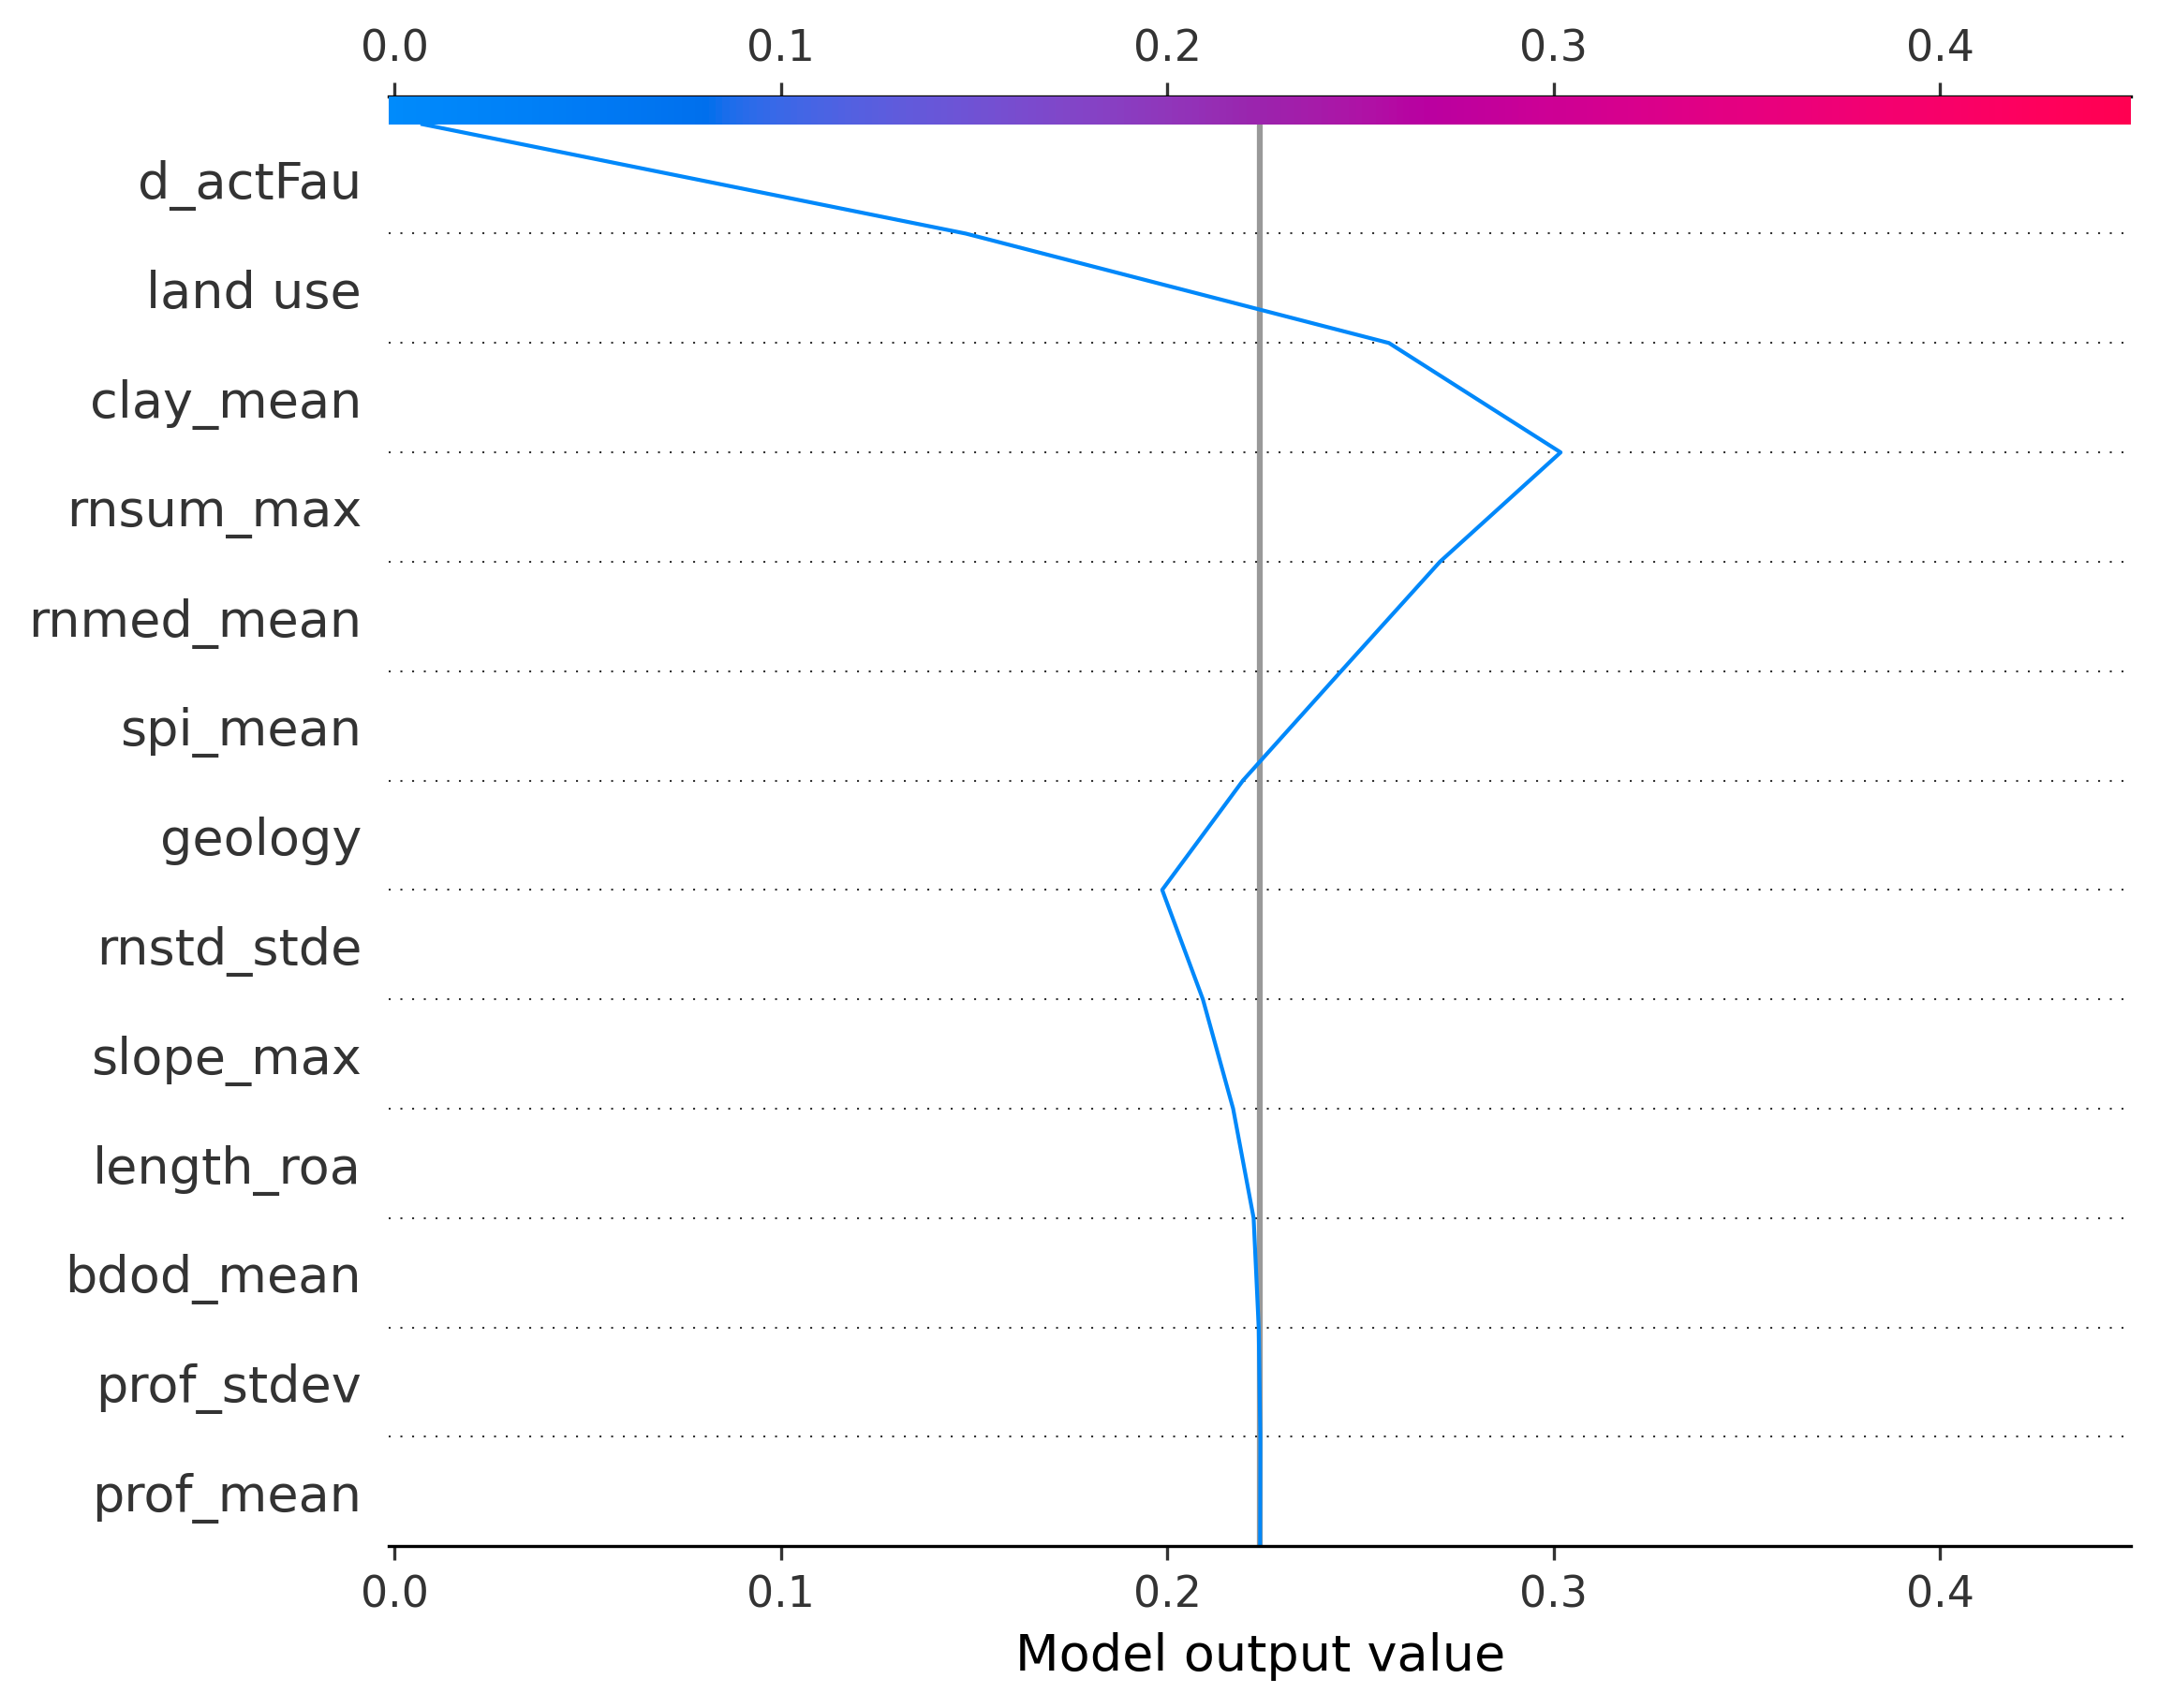 0.0 0.1 0.2 0.3 0.4
d_actFau
land use
clay_mean
rnsum_max
rnmed_mean
spi_mean
geology
rnstd_stde
slope_max
length_roa
bdod_mean
prof_stdev
prof_mean
0.0 0.1 0.2 0.3 0.4
Model output value